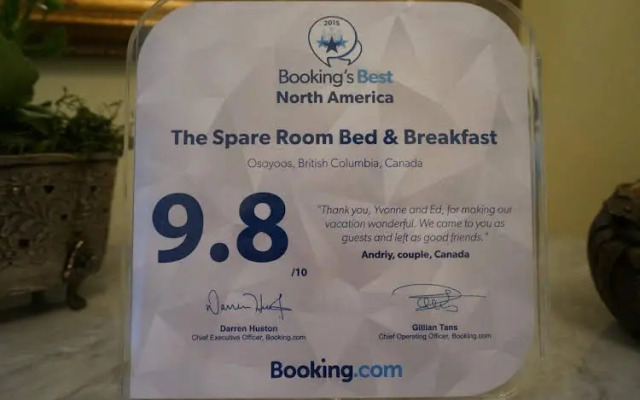 2015
Booking's Best
North America
The Spare Room Bed & Breakfast
Osoyoos, British Columbia, Canada
9.8
/10
"Thank you, Yvonne and Ed, for making our
vacation wonderful. We came to you as
guests and left as good friends."
Andriy, couple, Canada
Darren Huston
Chief Executive Officer, Booking.com
Gillian Tans
Chief Operating Officer, Booking.com
Booking.com